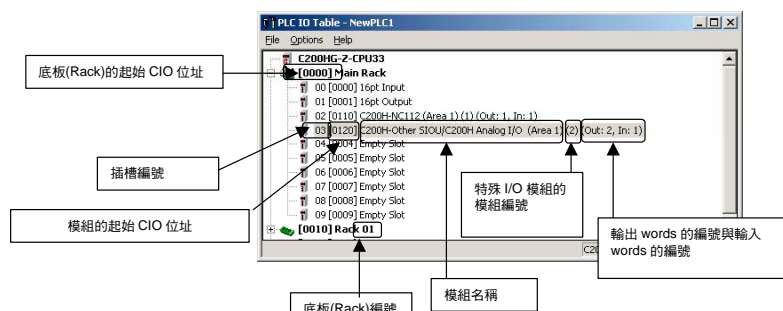 PLC IO Table - NewPLC1
File Options Help
C200HG-Z-CPU33
[0000] Main Rack
00 [0000] 16pt Input
01 [0001] 16pt Output
02 [0110] C200H-NC112 (Area 1) (1) (Out: 1, In: 1)
03 [0120] C200H-Other SIOU/C200H Analog I/O (Area 1) (2) (Out: 2, In: 1)
04 [0004] Empty Slot
05 [0005] Empty Slot
06 [0006] Empty Slot
07 [0007] Empty Slot
08 [0008] Empty Slot
09 [0009] Empty Slot
[0010] Rack 01
底板(Rack)的起始 CIO 位址
插槽編號
模組的起始 CIO 位址
特殊 I/O 模組的
模組編號
輸出 words 的編號與輸入
words 的編號
模組名稱
底板(Rack)編號